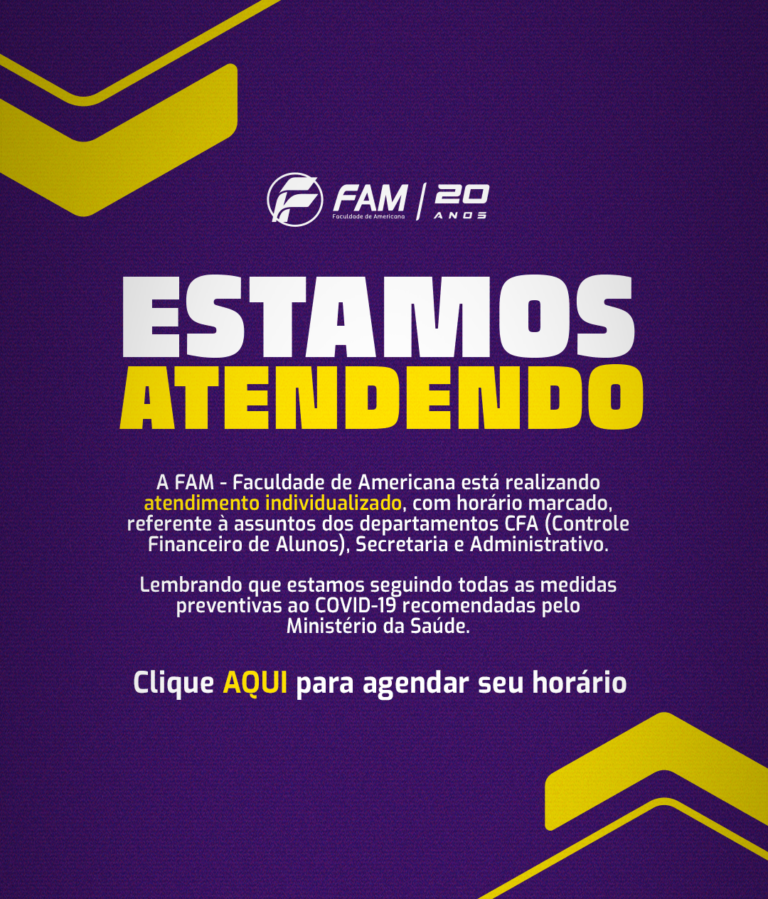 FAM | 20
Faculdade de Americana ANOS
ESTAMOS
ATENDENDO
A FAM - Faculdade de Americana está realizando
atendimento individualizado, com horário marcado,
referente à assuntos dos departamentos CFA (Controle
Financeiro de Alunos), Secretaria e Administrativo.
Lembrando que estamos seguindo todas as medidas
preventivas ao COVID-19 recomendadas pelo
Ministério da Saúde.
Clique AQUI para agendar seu horário